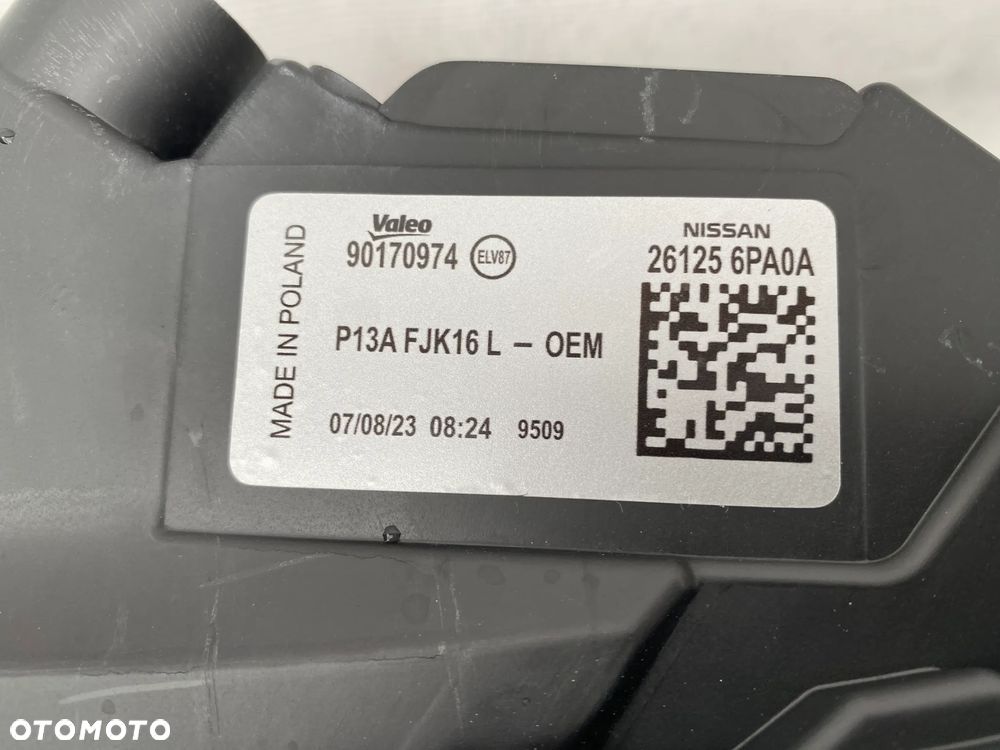 MADE IN POLAND
Valeo
90170974 ELV87
P13A FJK16 L – OEM
07/08/23 08:24 9509
NISSAN
26125 6PA0A
OTOMOTO